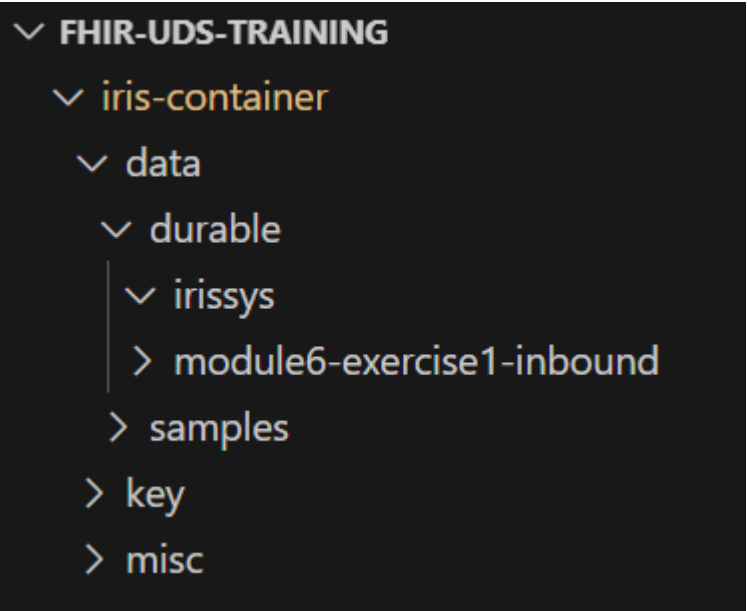 FHIR-UDS-TRAINING
iris-container
data
durable
irissys
module6-exercise1-inbound
samples
key
misc